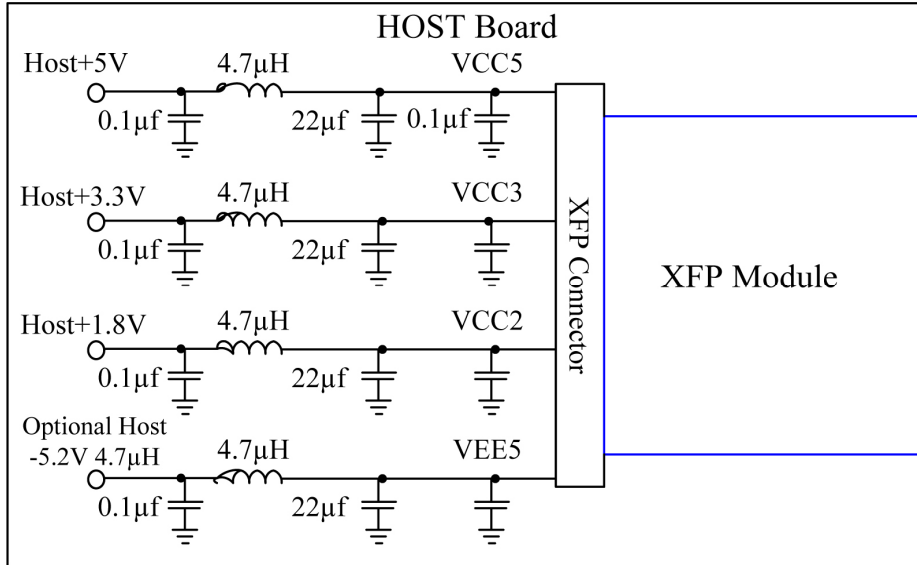 HOST Board
Host+5V
4.7µH
VCC5
0.1µf
22µf
0.1µf
Host+3.3V
4.7µH
VCC3
0.1µf
22µf
Host+1.8V
4.7µH
VCC2
0.1µf
22µf
Optional Host
-5.2V 4.7µH
4.7µH
VEE5
0.1µf
22µf
XFP Connector
XFP Module